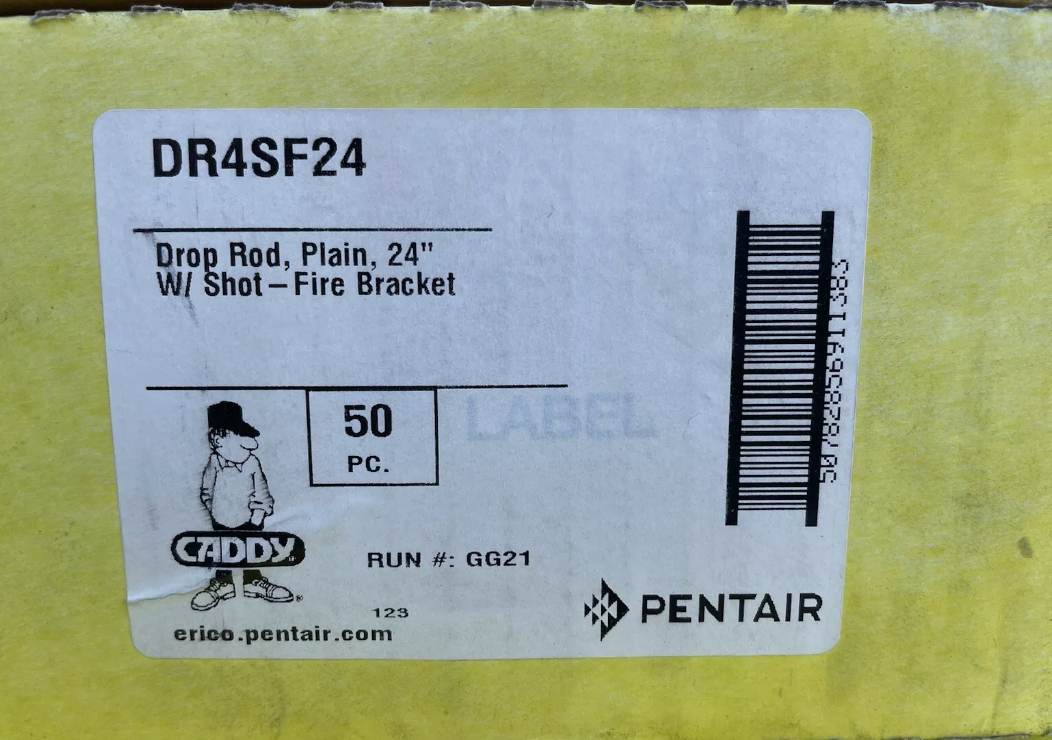 DR4SF24
Drop Rod, Plain, 24"
W/ Shot–Fire Bracket
50
PC.
LABEL
CADDY
®
RUN #: GG21
123
erico.pentair.com
PENTAIR
50782856911383